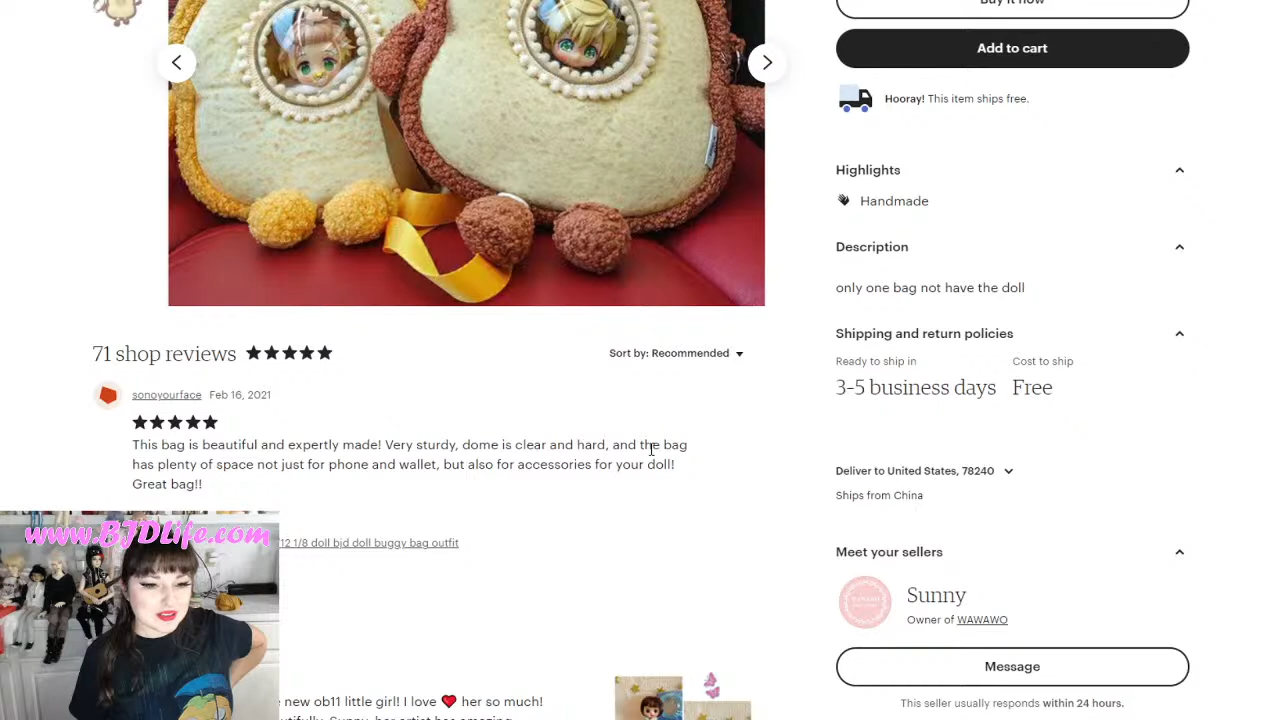 Buy it now
Add to cart
Hooray! This item ships free.
Highlights
Handmade
Description
only one bag not have the doll
Shipping and return policies
Ready to ship in
Cost to ship
3-5 business days
Free
Deliver to United States, 78240
Ships from China
Meet your sellers
Sunny
Owner of WAWAWO
Message
This seller usually responds within 24 hours.
71 shop reviews
Sort by: Recommended
sonoyourface Feb 16, 2021
This bag is beautiful and expertly made! Very sturdy, dome is clear and hard, and the bag
has plenty of space not just for phone and wallet, but also for accessories for your doll!
Great bag!!
12 1/8 doll bjd doll buggy bag outfit
new ob11 little girl! I love her so much!
www.BJDLife.com